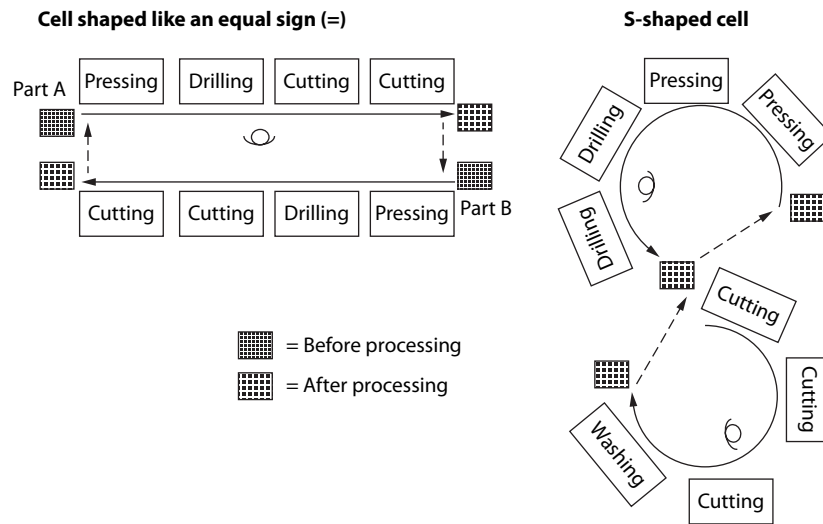 Cell shaped like an equal sign (=)
Part A
Pressing
Drilling
Cutting
Cutting
Cutting
Cutting
Drilling
Pressing
Part B
= Before processing
= After processing
S-shaped cell
Pressing
Pressing
Drilling
Drilling
Cutting
Cutting
Washing
Cutting